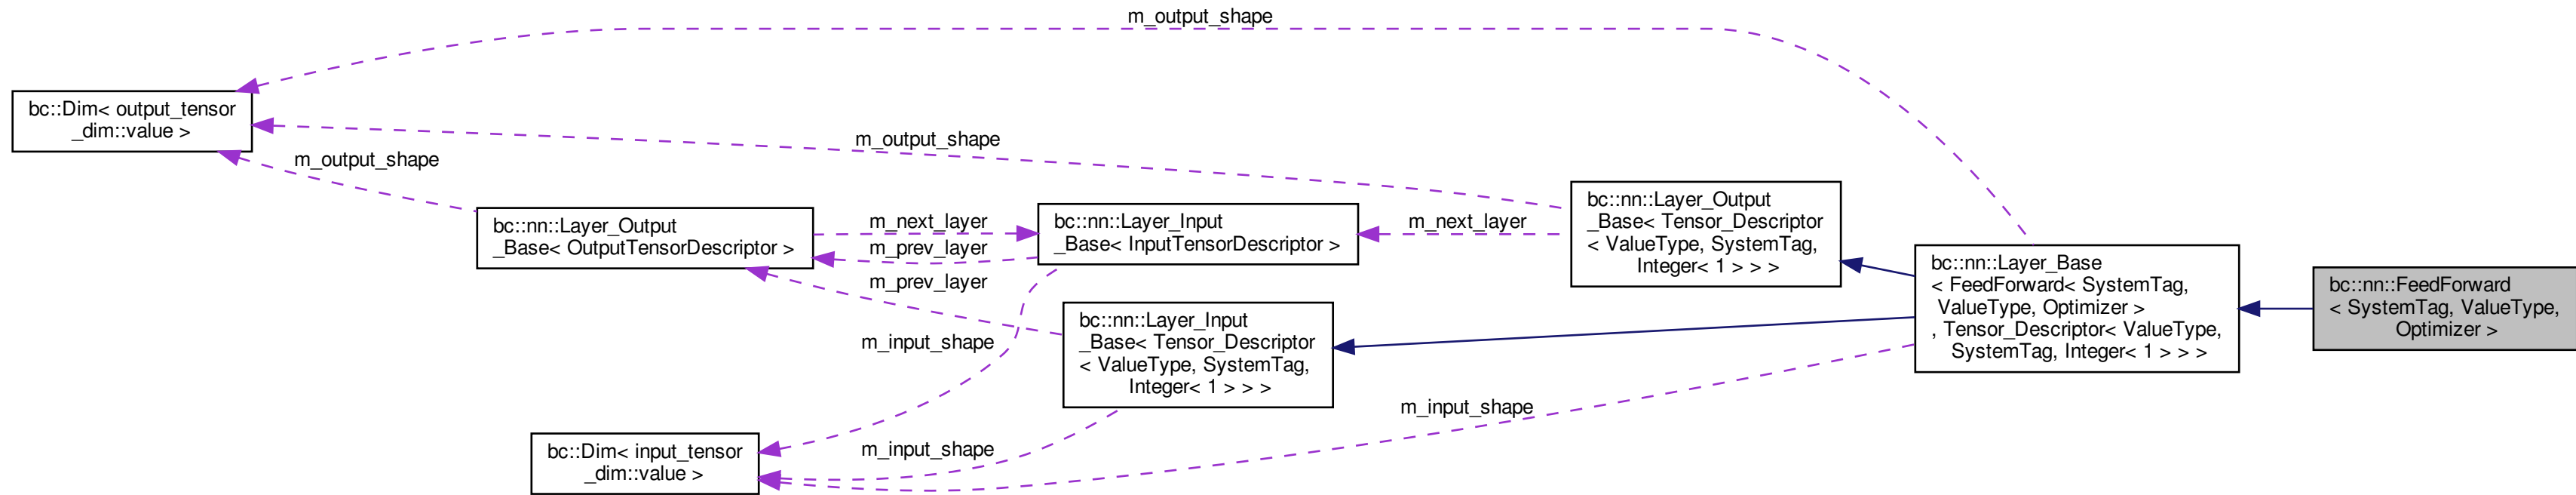 m_output_shape
bc::Dim< output_tensor
_dim::value >
m_output_shape
m_output_shape
bc::nn::Layer_Output
_Base< OutputTensorDescriptor >
m_next_layer
m_prev_layer
m_prev_layer
bc::nn::Layer_Input
_Base< InputTensorDescriptor >
m_next_layer
bc::nn::Layer_Output
_Base< Tensor_Descriptor
< ValueType, SystemTag,
Integer< 1 > > >
bc::nn::Layer_Base
< FeedForward< SystemTag,
ValueType, Optimizer >
, Tensor_Descriptor< ValueType,
SystemTag, Integer< 1 > > >
bc::nn::FeedForward
< SystemTag, ValueType,
Optimizer >
bc::nn::Layer_Input
_Base< Tensor_Descriptor
< ValueType, SystemTag,
Integer< 1 > > >
m_input_shape
m_input_shape
m_input_shape
bc::Dim< input_tensor
_dim::value >